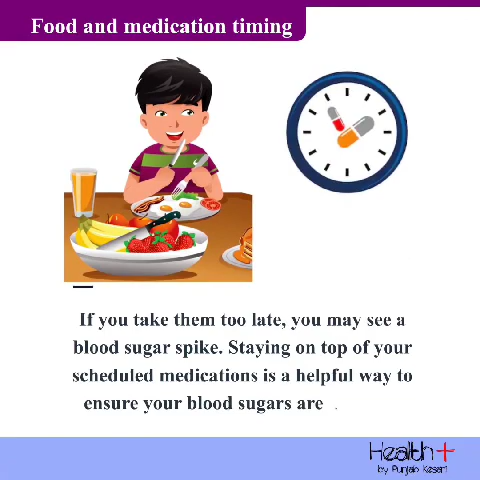 Food and medication timing
If you take them too late, you may see a
blood sugar spike. Staying on top of your
scheduled medications is a helpful way to
ensure your blood sugars are
Health+
by Punjab Kesari